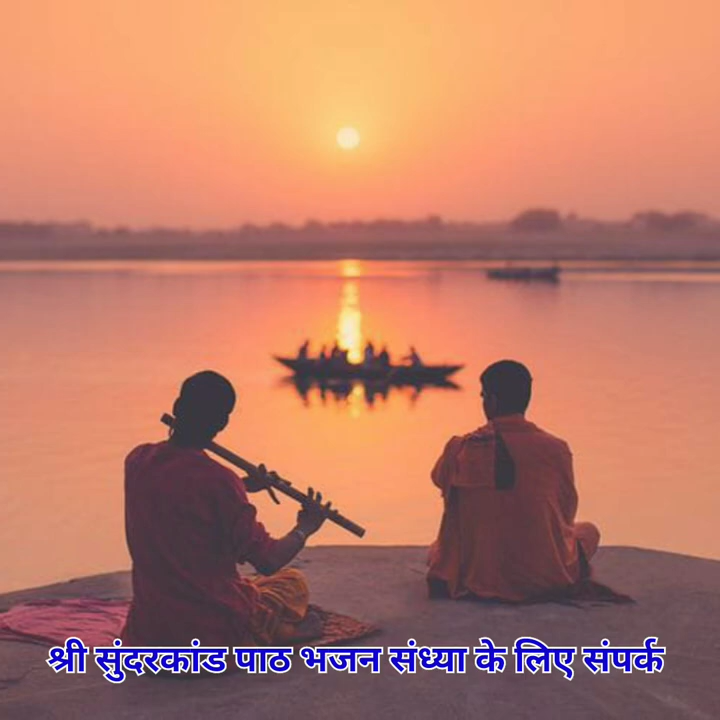 श्री सुंदरकांड पाठ भजन संध्या के लिए संपर्क